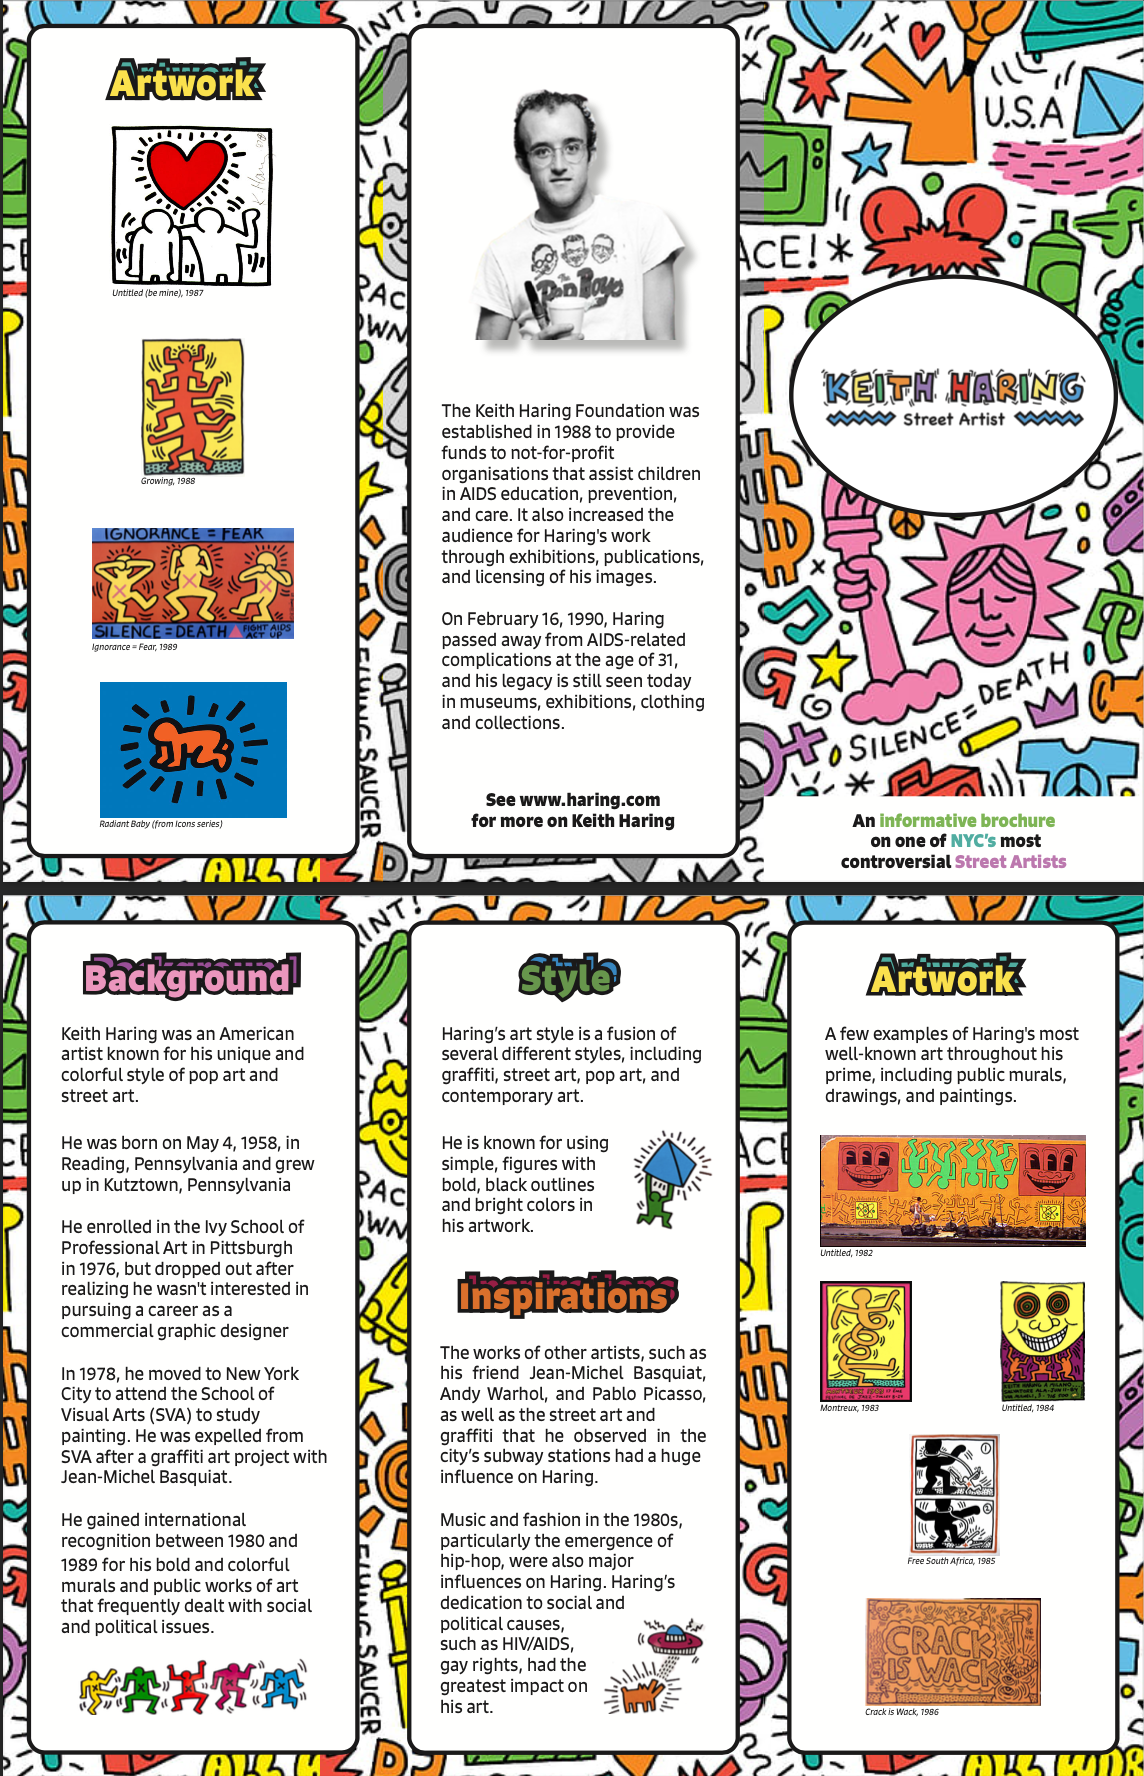 Artwork
Untitled (be mine), 1987
Growing, 1988
IGNORANCE = FEAR
SILENCE = DEATH
FIGHT AIDS
ACT UP
Ignorance = Fear, 1989
Radiant Baby (from Icons series)
The Keith Haring Foundation was
established in 1988 to provide
funds to not-for-profit
organisations that assist children
in AIDS education, prevention,
and care. It also increased the
audience for Haring's work
through exhibitions, publications,
and licensing of his images.
On February 16, 1990, Haring
passed away from AIDS-related
complications at the age of 31,
and his legacy is still seen today
in museums, exhibitions, clothing
and collections.
See www.haring.com
for more on Keith Haring
U.S.A
ACE!
KEITH HARING
Street Artist
SILENCE=DEATH
An informative brochure
on one of NYC's most
controversial Street Artists
FLYING SAUCER
Background
Keith Haring was an American
artist known for his unique and
colorful style of pop art and
street art.
He was born on May 4, 1958, in
Reading, Pennsylvania and grew
up in Kutztown, Pennsylvania
He enrolled in the Ivy School of
Professional Art in Pittsburgh
in 1976, but dropped out after
realizing he wasn't interested in
pursuing a career as a
commercial graphic designer
In 1978, he moved to New York
City to attend the School of
Visual Arts (SVA) to study
painting. He was expelled from
SVA after a graffiti art project with
Jean-Michel Basquiat.
He gained international
recognition between 1980 and
1989 for his bold and colorful
murals and public works of art
that frequently dealt with social
and political issues.
Style
Haring's art style is a fusion of
several different styles, including
graffiti, street art, pop art, and
contemporary art.
He is known for using
simple, figures with
bold, black outlines
and bright colors in
his artwork.
Inspirations
The works of other artists, such as
his friend Jean-Michel Basquiat,
Andy Warhol, and Pablo Picasso,
as well as the street art and
graffiti that he observed in the
city's subway stations had a huge
influence on Haring.
Music and fashion in the 1980s,
particularly the emergence of
hip-hop, were also major
influences on Haring. Haring's
dedication to social and
political causes,
such as HIV/AIDS,
gay rights, had the
greatest impact on
his art.
Artwork
A few examples of Haring's most
well-known art throughout his
prime, including public murals,
drawings, and paintings.
Untitled, 1982
Montreux, 1983
Untitled, 1984
Free South Africa, 1985
CRACK
IS WACK
Crack is Wack, 1986
FLYING SAUCER